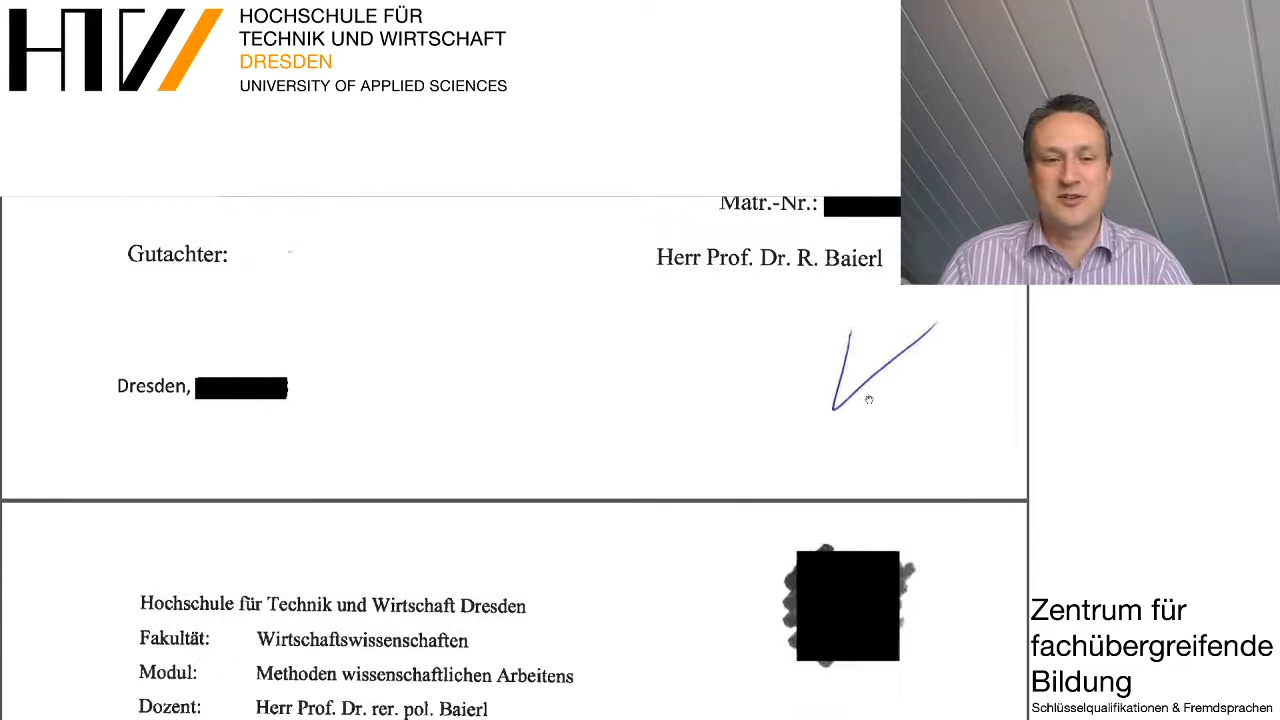 HOCHSCHULE FÜR
TECHNIK UND WIRTSCHAFT
DRESDEN
UNIVERSITY OF APPLIED SCIENCES
Matr.-Nr.:
Gutachter:
Herr Prof. Dr. R. Baierl
Dresden,
Hochschule für Technik und Wirtschaft Dresden
Fakultät: Wirtschaftswissenschaften
Modul: Methoden wissenschaftlichen Arbeitens
Dozent: Herr Prof. Dr. rer. pol. Baierl
Zentrum für
fachübergreifende
Bildung
Schlüsselqualifikationen & Fremdsprachen